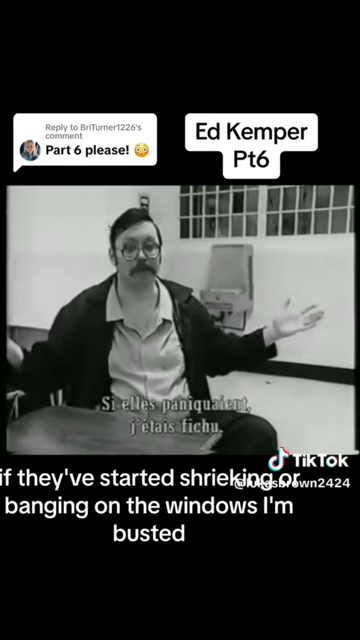 Reply to BriTurner1226's
comment
Part 6 please! 😳
Ed Kemper
Pt6
Si elles paniquaient,
j'étais fichu.
TikTok
@lukasbrown2424
if they've started shrieking or
banging on the windows I'm
busted